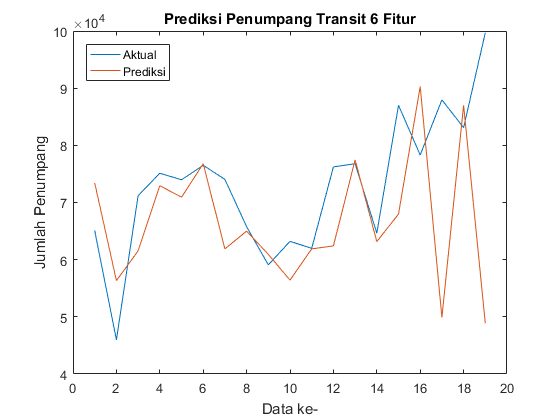 Prediksi Penumpang Transit 6 Fitur
×10^4
10
9
8
7
6
5
4
Jumlah Penumpang
Aktual
Prediksi
0 2 4 6 8 10 12 14 16 18 20
Data ke-